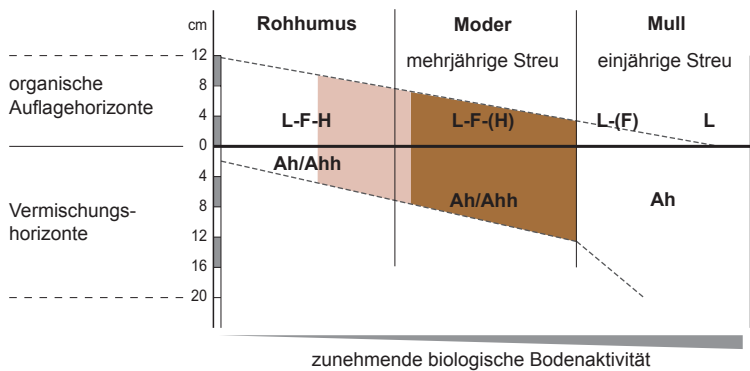 cm
Rohhumus
Moder
Mull
mehrjährige Streu
einjährige Streu
12
8
4
0
4
8
12
16
20
organische
Auflagehorizonte
L-F-H
L-F-(H)
L-(F)
L
Ah/Ahh
Ah/Ahh
Ah
Vermischungs-
horizonte
zunehmende biologische Bodenaktivität